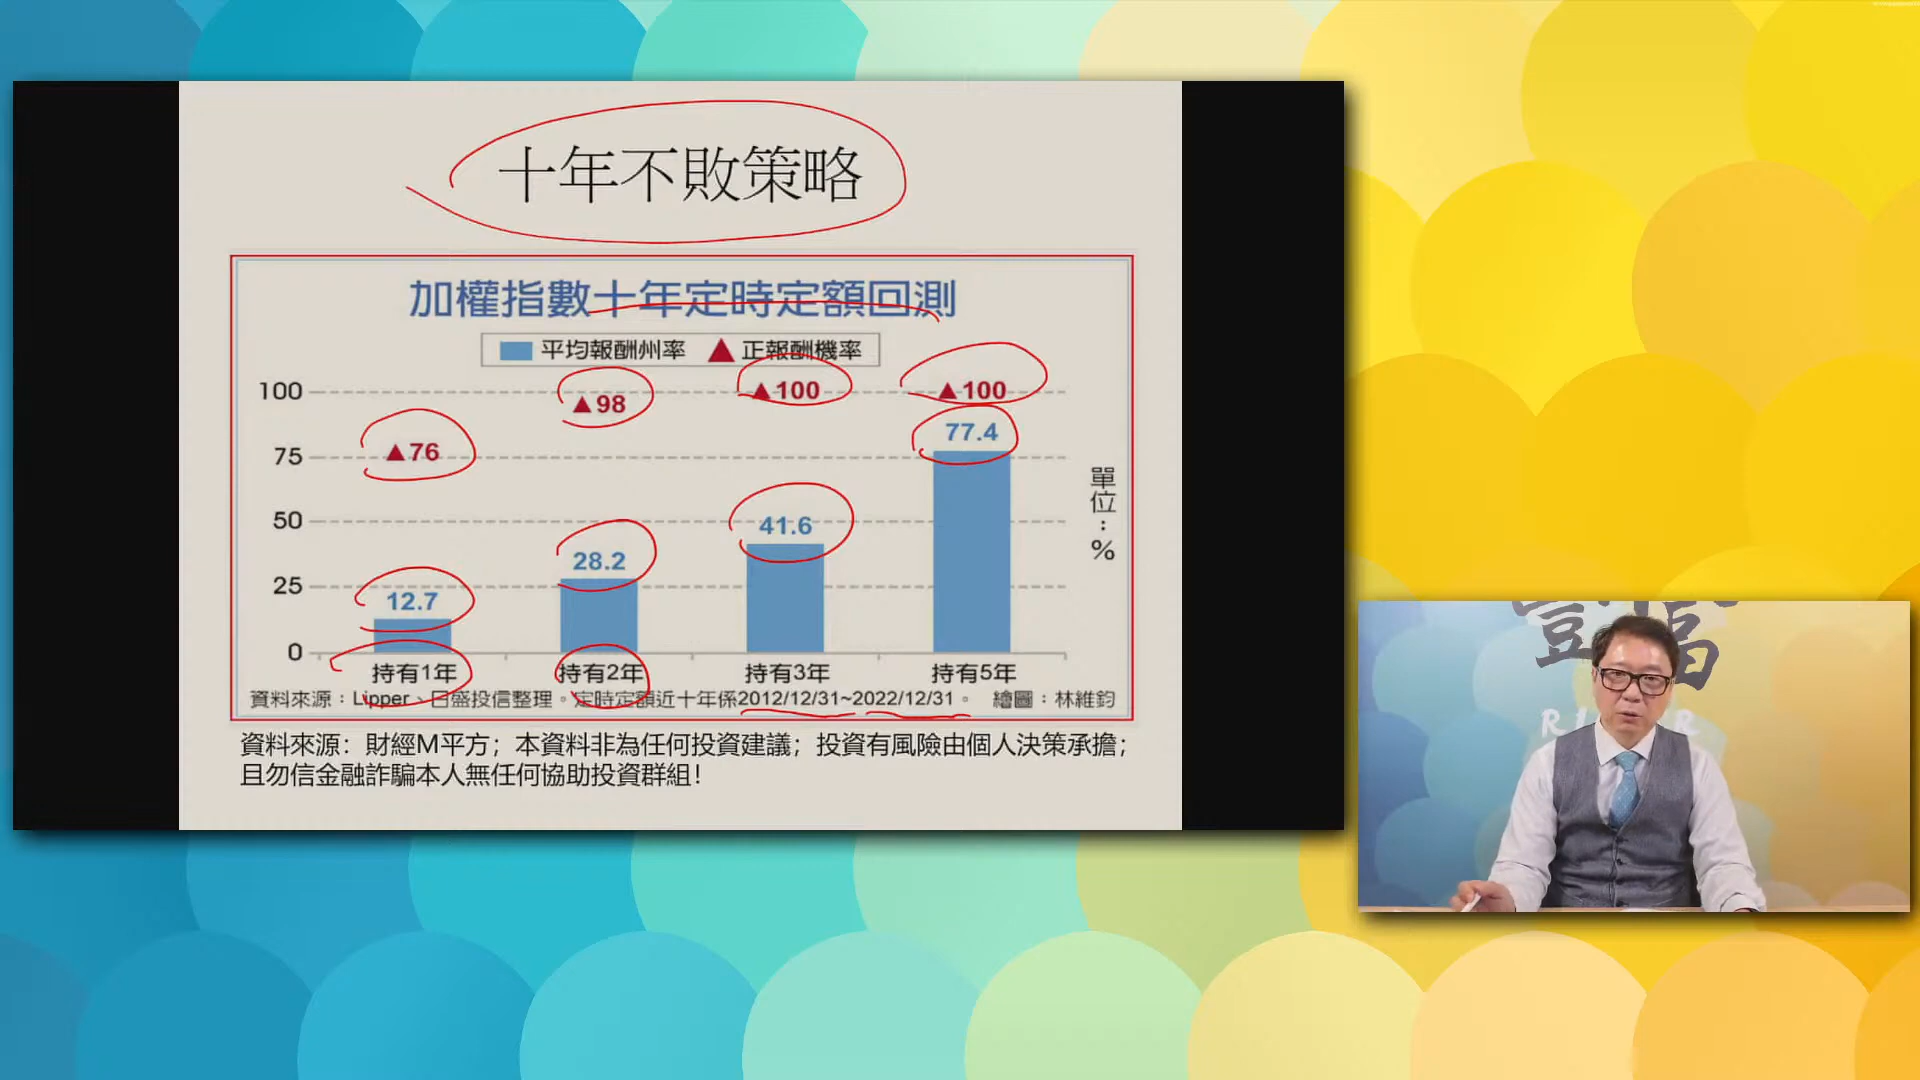 十年不敗策略
加權指數十年定時定額回測
平均報酬州率 ▲正報酬機率
100
75
50
25
0
▲76
▲98
▲100
▲100
12.7
28.2
41.6
77.4
單位：%
持有1年 持有2年 持有3年 持有5年
資料來源：Lipper、日盛投信整理。定時定額近十年係2012/12/31~2022/12/31。 繪圖：林維鈞
資料來源：財經M平方；本資料非為任何投資建議；投資有風險由個人決策承擔；
且勿信金融詐騙本人無任何協助投資群組！